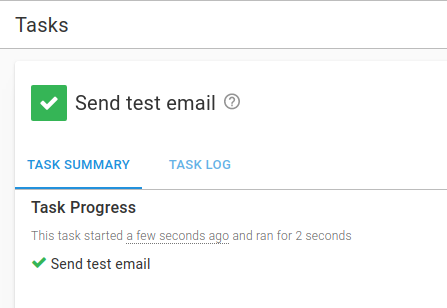 Tasks
Send test email
TASK SUMMARY TASK LOG
Task Progress
This task started a few seconds ago and ran for 2 seconds
Send test email